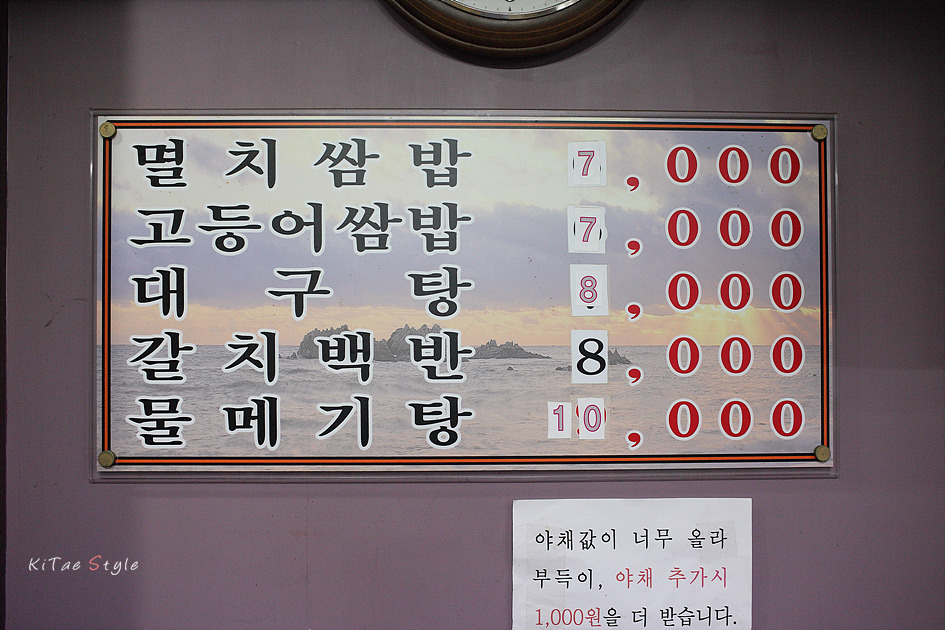 멸치쌈밥 7,000
고등어쌈밥 7,000
대구탕 8,000
갈치백반 8,000
물메기탕 10,000
야채값이 너무 올라
부득이, 야채 추가시
1,000원을 더 받습니다.
KiTae Style